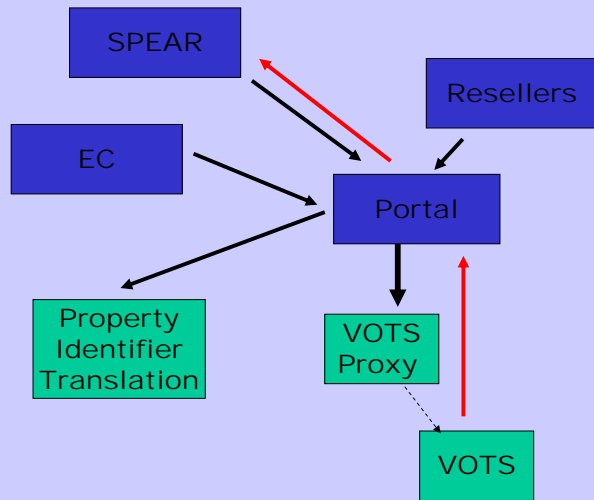 SPEAR
Resellers
EC
Portal
Property
Identifier
Translation
VOTS
Proxy
VOTS